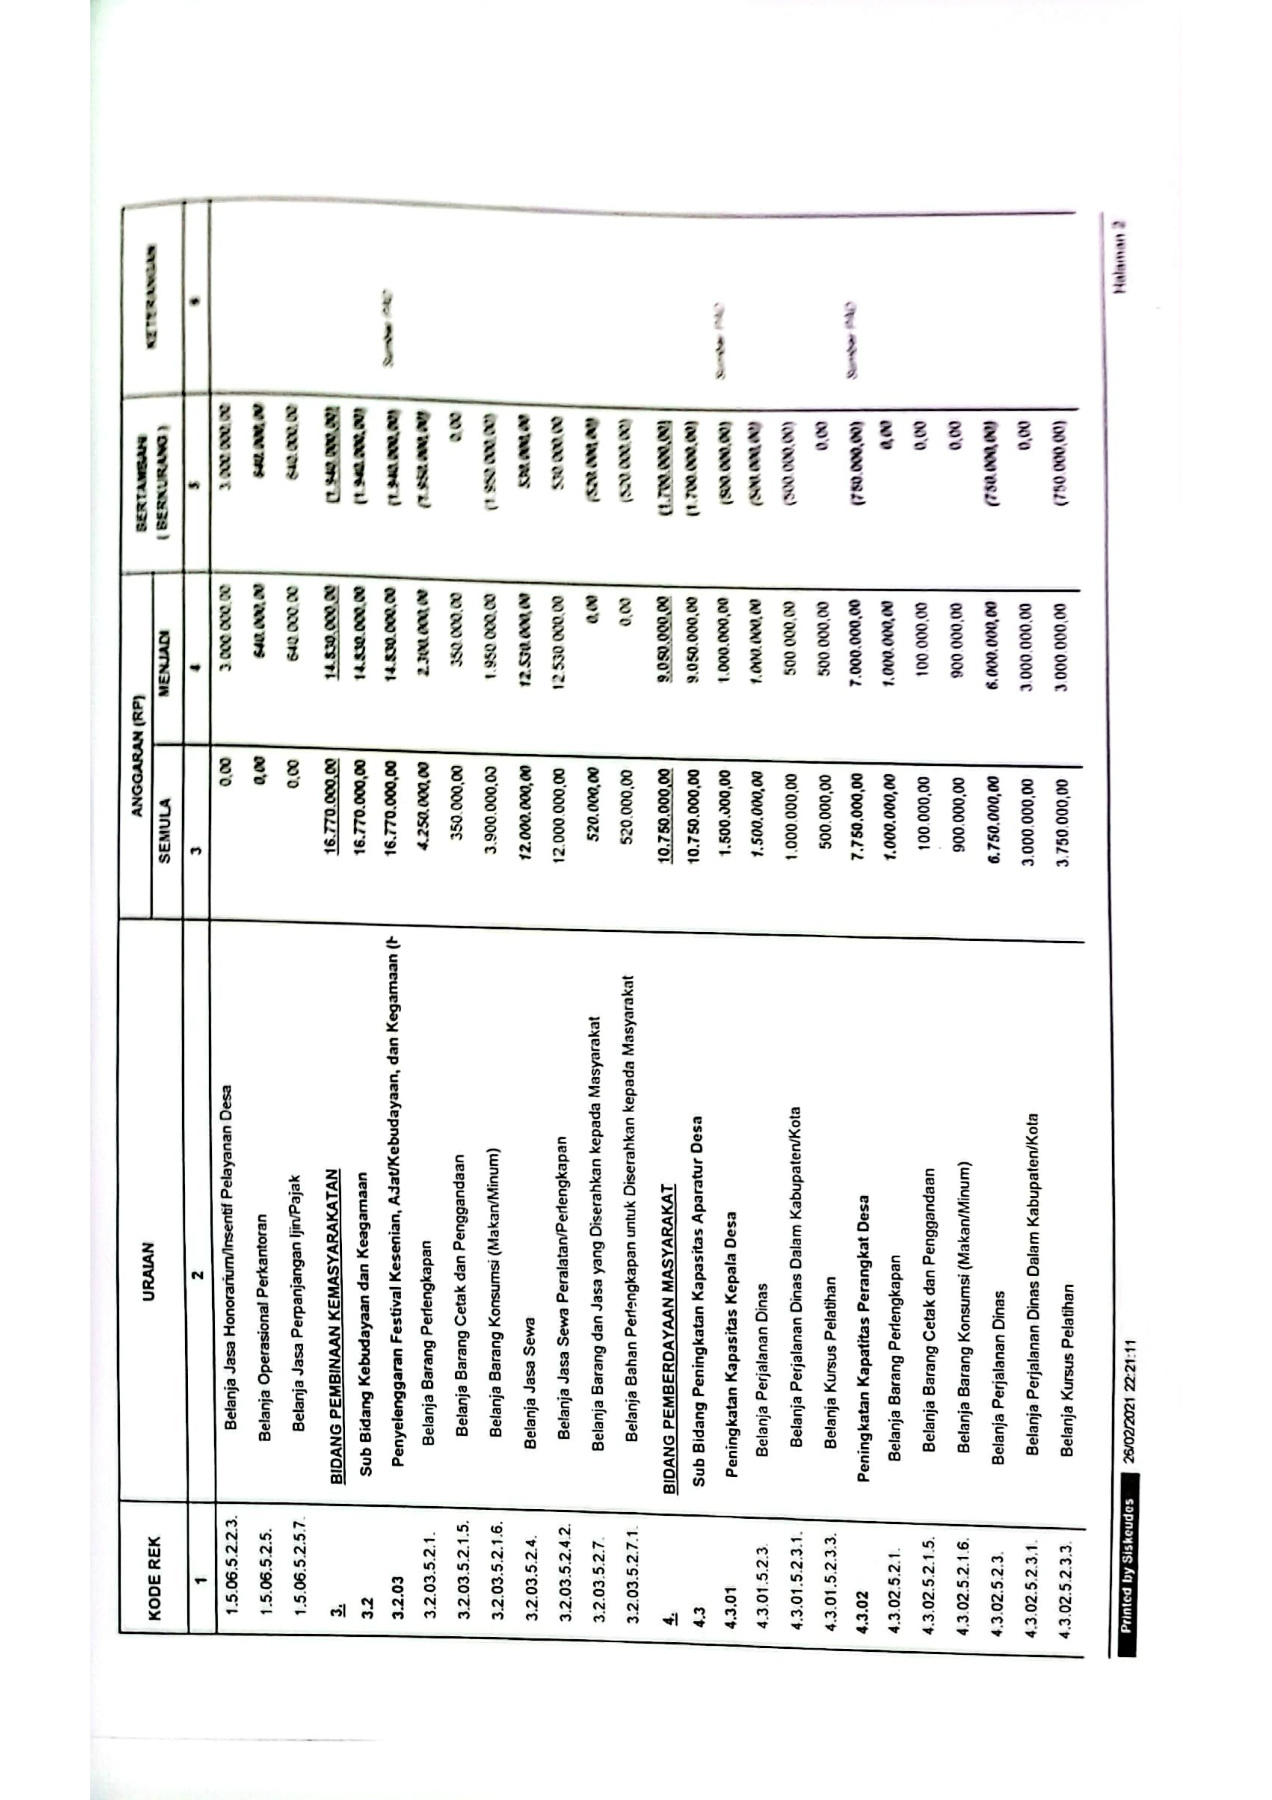 KODE REK URAIAN ANGGARAN (RP) BERTAMBAH KETERANGAN
SEMULA MENJADI ( BERKURANG )
1 2 3 4 5 6
1.5.06.5.2.2.3. Belanja Jasa Honorarium/Insentif Pelayanan Desa 0,00 3.000.000,00 3.000.000,00
1.5.06.5.2.5. Belanja Operasional Perkantoran 0,00 640.000,00 640.000,00
1.5.06.5.2.5.7. Belanja Jasa Perpanjangan Ijin/Pajak 0,00 640.000,00 640.000,00
3. BIDANG PEMBINAAN KEMASYARAKATAN 16.770.000,00 14.830.000,00 (1.940.000,00)
3.2 Sub Bidang Kebudayaan dan Keagamaan 16.770.000,00 14.830.000,00 (1.940.000,00)
3.2.03 Penyelenggaran Festival Kesenian, Adat/Kebudayaan, dan Kegamaan (H 16.770.000,00 14.830.000,00 (1.940.000,00) Sumber PAD
3.2.03.5.2.1. Belanja Barang Perlengkapan 4.250.000,00 2.300.000,00 (1.950.000,00)
3.2.03.5.2.1.5. Belanja Barang Cetak dan Penggandaan 350.000,00 350.000,00 0,00
3.2.03.5.2.1.6. Belanja Barang Konsumsi (Makan/Minum) 3.900.000,00 1.950.000,00 (1.950.000,00)
3.2.03.5.2.4. Belanja Jasa Sewa 12.000.000,00 12.530.000,00 530.000,00
3.2.03.5.2.4.2. Belanja Jasa Sewa Peralatan/Perlengkapan 12.000.000,00 12.530.000,00 530.000,00
3.2.03.5.2.7. Belanja Barang dan Jasa yang Diserahkan kepada Masyarakat 520.000,00 0,00 (520.000,00)
3.2.03.5.2.7.1. Belanja Bahan Perlengkapan untuk Diserahkan kepada Masyarakat 520.000,00 0,00 (520.000,00)
4. BIDANG PEMBERDAYAAN MASYARAKAT 10.750.000,00 9.050.000,00 (1.700.000,00)
4.3 Sub Bidang Peningkatan Kapasitas Aparatur Desa 10.750.000,00 9.050.000,00 (1.700.000,00)
4.3.01 Peningkatan Kapasitas Kepala Desa 1.500.000,00 1.000.000,00 (500.000,00) Sumber PAD
4.3.01.5.2.3. Belanja Perjalanan Dinas 1.500.000,00 1.000.000,00 (500.000,00)
4.3.01.5.2.3.1. Belanja Perjalanan Dinas Dalam Kabupaten/Kota 1.000.000,00 500.000,00 (500.000,00)
4.3.01.5.2.3.3. Belanja Kursus Pelatihan 500.000,00 500.000,00 0,00
4.3.02 Peningkatan Kapatitas Perangkat Desa 7.750.000,00 7.000.000,00 (750.000,00) Sumber PAD
4.3.02.5.2.1. Belanja Barang Perlengkapan 1.000.000,00 1.000.000,00 0,00
4.3.02.5.2.1.5. Belanja Barang Cetak dan Penggandaan 100.000,00 100.000,00 0,00
4.3.02.5.2.1.6. Belanja Barang Konsumsi (Makan/Minum) 900.000,00 900.000,00 0,00
4.3.02.5.2.3. Belanja Perjalanan Dinas 6.750.000,00 6.000.000,00 (750.000,00)
4.3.02.5.2.3.1. Belanja Perjalanan Dinas Dalam Kabupaten/Kota 3.000.000,00 3.000.000,00 0,00
4.3.02.5.2.3.3. Belanja Kursus Pelatihan 3.750.000,00 3.000.000,00 (750.000,00)
Printed by Siskeudes 26/02/2021 22:21:11 Halaman 2